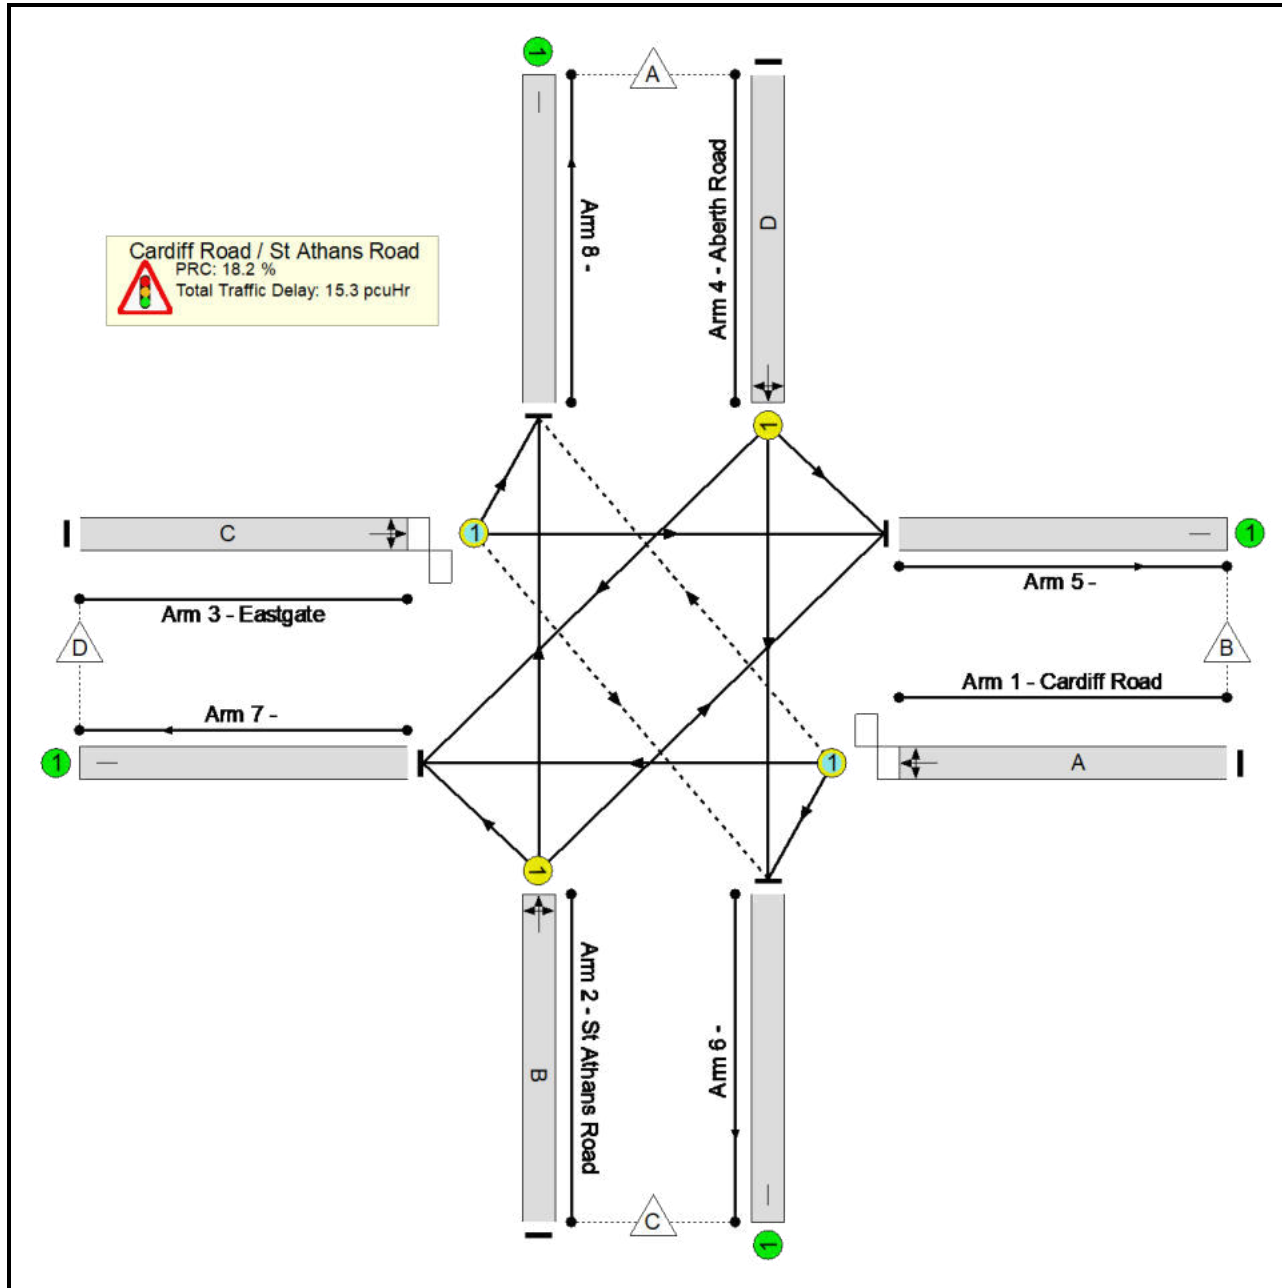 1
A
Arm 8 -
Arm 4 - Aberth Road
D
Cardiff Road / St Athans Road
PRC: 18.2 %
Total Traffic Delay: 15.3 pcuHr
1
C
1
1
Arm 3 - Eastgate
Arm 5 -
D
B
Arm 7 -
Arm 1 - Cardiff Road
1
1
A
1
B
Arm 2 - St Athans Road
Arm 6 -
C
1